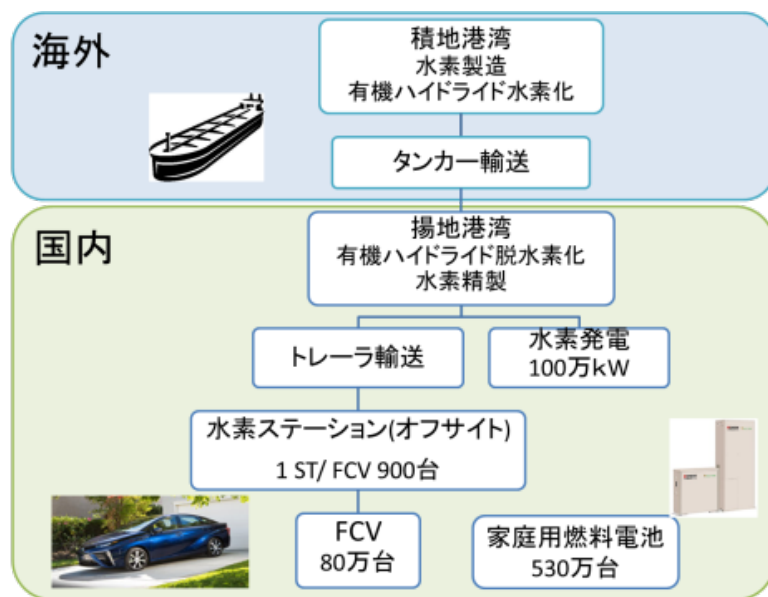 海外
積地港湾
水素製造
有機ハイドライド水素化
タンカー輸送
国内
揚地港湾
有機ハイドライド脱水素化
水素精製
トレーラ輸送
水素発電
100万kW
水素ステーション(オフサイト)
1 ST/ FCV 900台
FCV
80万台
家庭用燃料電池
530万台